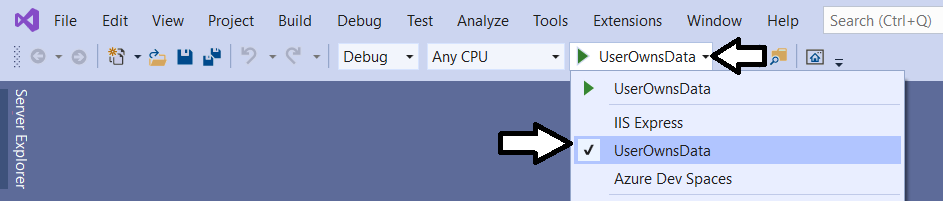 File Edit View Project Build Debug Test Analyze Tools Extensions Window Help Search (Ctrl+Q)
Debug Any CPU UserOwnsData
UserOwnsData
IIS Express
UserOwnsData
Azure Dev Spaces
Server Explorer